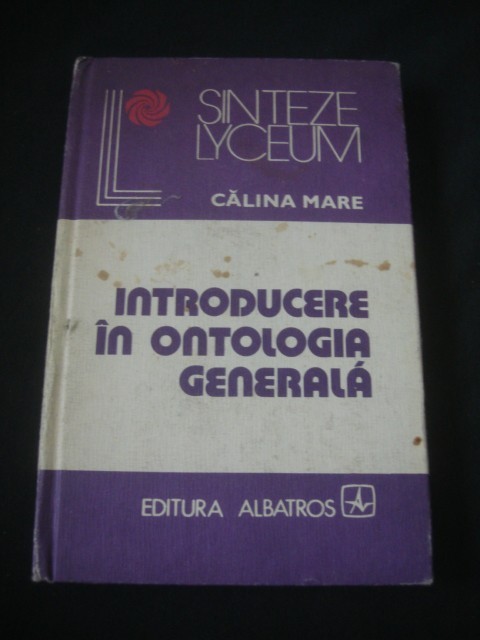 SINTEZE
LYCEUM
CĂLINA MARE
INTRODUCERE
ÎN ONTOLOGIA
GENERALĂ
EDITURA ALBATROS